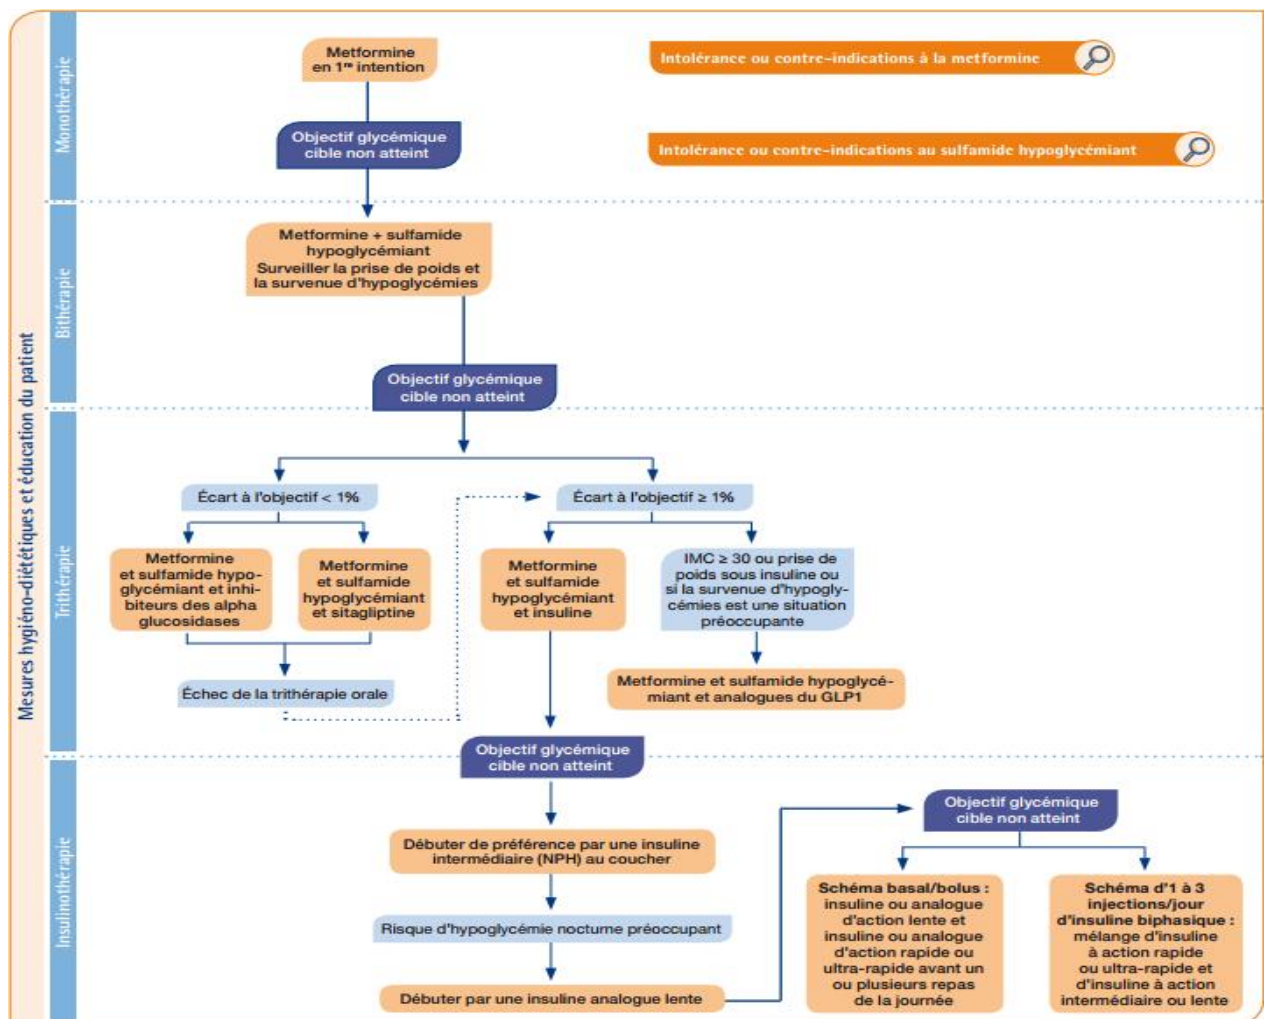 Mesures hygiéno-diététiques et éducation du patient
Monothérapie
Metformine
en 1re intention
Intolérance ou contre-indications à la metformine
Objectif glycémique
cible non atteint
Intolérance ou contre-indications au sulfamide hypoglycémiant
Bithérapie
Metformine + sulfamide
hypoglycémiant
Surveiller la prise de poids et
la survenue d'hypoglycémies
Objectif glycémique
cible non atteint
Trithérapie
Écart à l'objectif < 1%
Écart à l'objectif ≥ 1%
Metformine
et sulfamide hypo-
glycémiant et inhi-
biteurs des alpha
glucosidases
Metformine
et sulfamide
hypoglycémiant
et sitagliptine
Metformine
et sulfamide
hypoglycémiant
et insuline
IMC ≥ 30 ou prise de
poids sous insuline ou
si la survenue d'hypogly-
cémies est une situation
préoccupante
Échec de la trithérapie orale
Metformine et sulfamide hypoglycé-
miant et analogues du GLP1
Objectif glycémique
cible non atteint
Insulinothérapie
Débuter de préférence par une insuline
intermédiaire (NPH) au coucher
Risque d'hypoglycémie nocturne préoccupant
Débuter par une insuline analogue lente
Objectif glycémique
cible non atteint
Schéma basal/bolus :
insuline ou analogue
d'action lente et
insuline ou analogue
d'action rapide ou
ultra-rapide avant un
ou plusieurs repas
de la journée
Schéma d'1 à 3
injections/jour
d'insuline biphasique :
mélange d'insuline
à action rapide
ou ultra-rapide et
d'insuline à action
intermédiaire ou lente